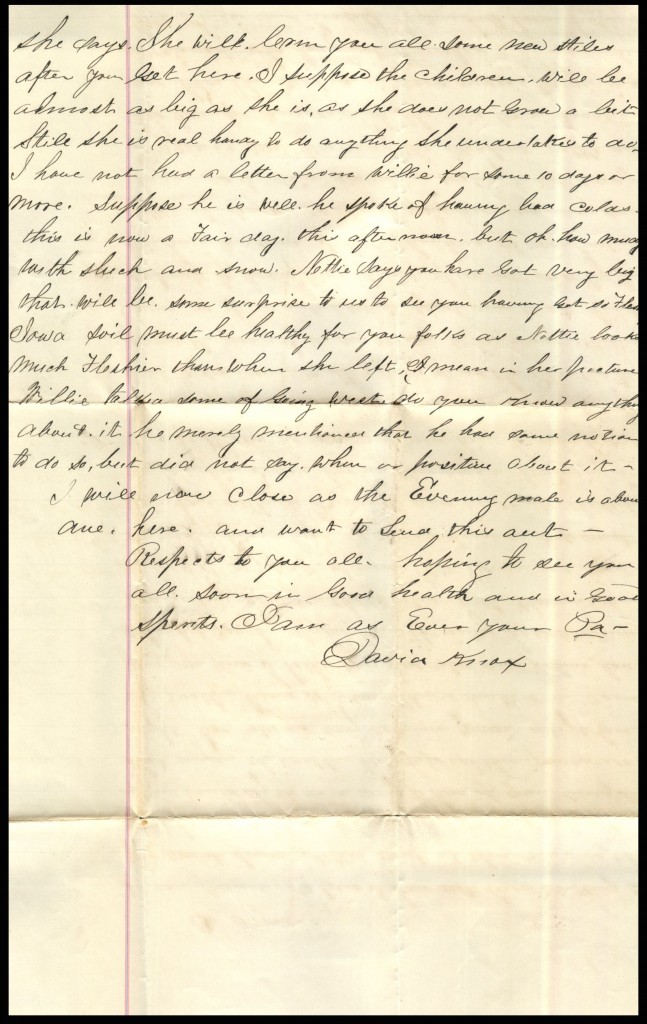 she says. She will. lern you all some new stiles
after you Get here. I suppose the children. will be
almost as big as she is, as she does not Grow a bit
Still she is real handy to do anything she undertakes to do.
I have not had a letter from Willie for some 10 days or
more. Suppose he is well. he spoke of having bad colds.
this is now a Fair day. this afternoon. but oh. how mudy
with sluch and snow. Nettie says you have Got very big
that. will be. some surprise to us to see you having Got so Flesh
Iowa soil must be healthy for you folks as Nettie looks
much Fleshier than when she left, I mean in her picture
Willie talks some of Going west do you know anything
about. it he merely mentioned that he had some notion
to do so, but did not say. when or positive about it –
I will now close as the Evening male is about
due. here. and want to send this out –
Respects to you all. hoping to see you
all. soon in Good health and in Good
sperits. I am as Ever your Pa –
David Knox